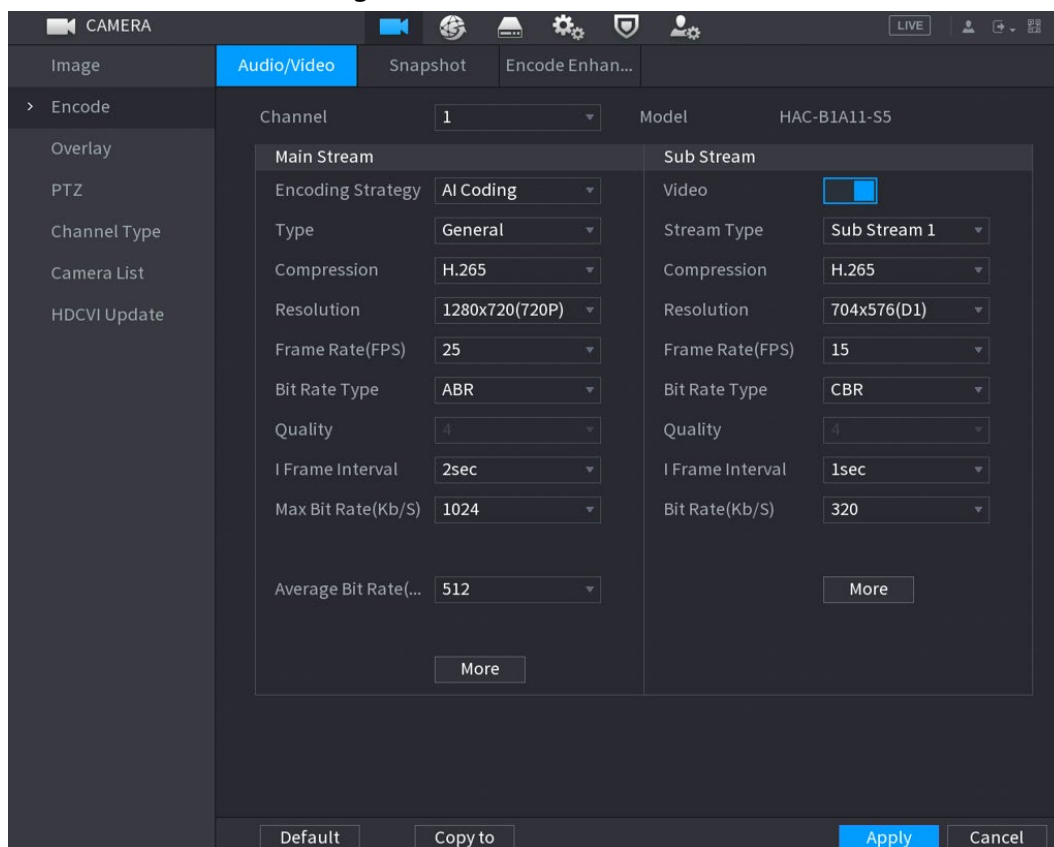 CAMERA
LIVE
Image
Encode
Overlay
PTZ
Channel Type
Camera List
HDCVI Update
Audio/Video Snapshot Encode Enhan...
Channel 1 Model HAC-B1A11-S5
Main Stream
Encoding Strategy AI Coding
Type General
Compression H.265
Resolution 1280x720(720P)
Frame Rate(FPS) 25
Bit Rate Type ABR
Quality 4
I Frame Interval 2sec
Max Bit Rate(Kb/S) 1024
Average Bit Rate(... 512
More
Sub Stream
Video
Stream Type Sub Stream 1
Compression H.265
Resolution 704x576(D1)
Frame Rate(FPS) 15
Bit Rate Type CBR
Quality 4
I Frame Interval 1sec
Bit Rate(Kb/S) 320
More
Default Copy to Apply Cancel